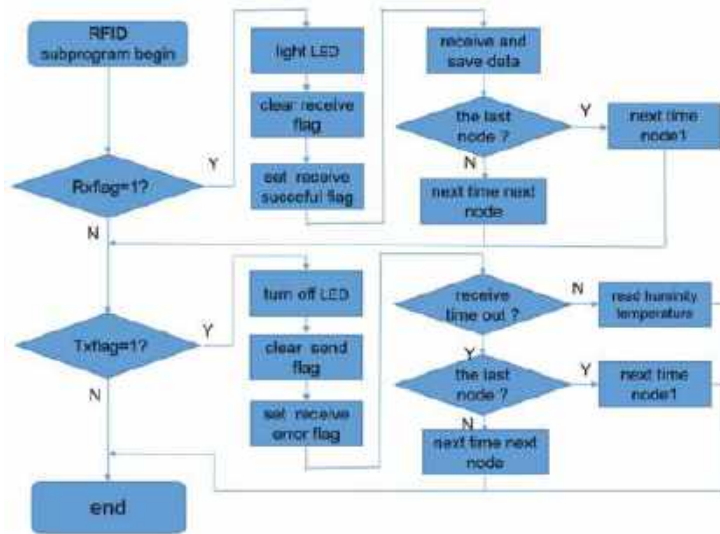 RFID
subprogram begin
Rxflag=1?
Y
N
light LED
clear receive
flag
set receive
succeful flag
receive and
save data
the last
node ?
Y
N
next time
node1
next time next
node
Txflag=1?
Y
N
turn off LED
clear send
flag
set receive
error flag
receive
time out ?
N
Y
read huminity
temperature
the last
node ?
Y
N
next time
node1
next time next
node
end